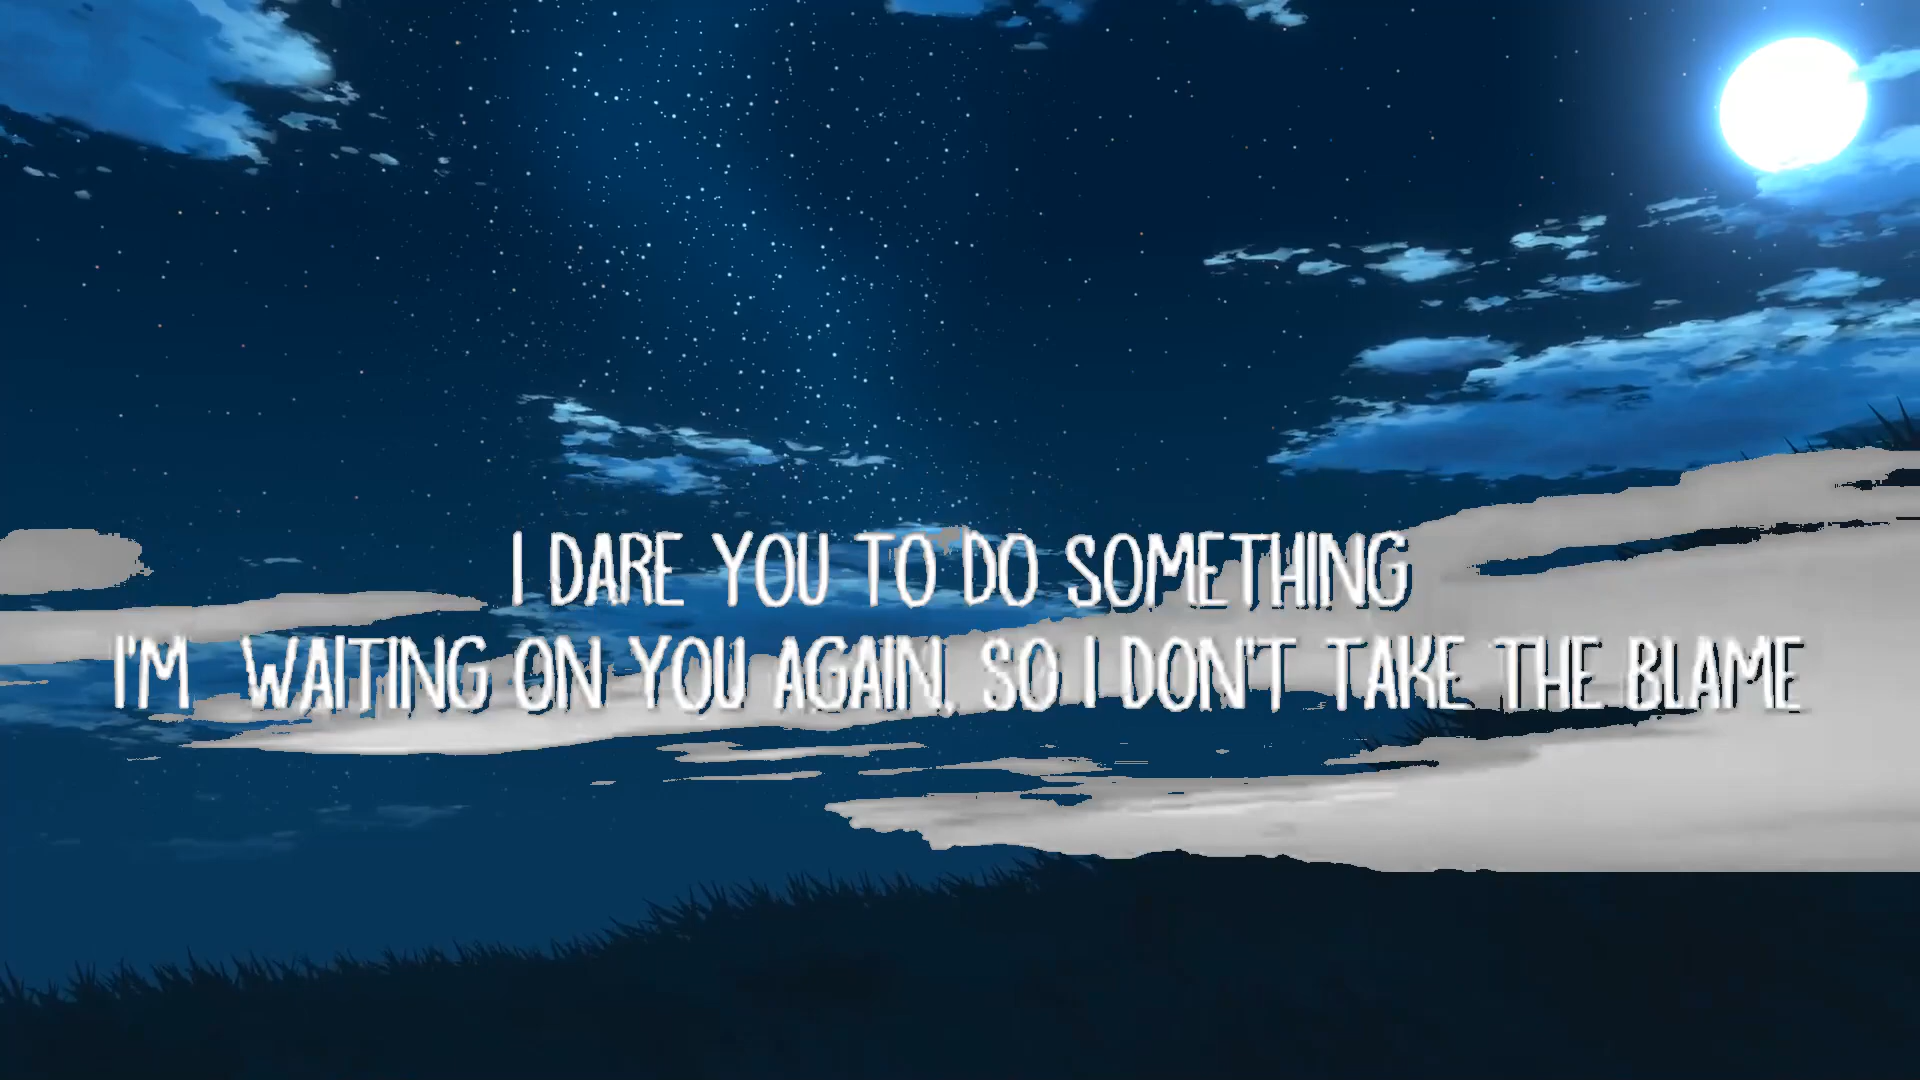 I DARE YOU TO DO SOMETHING
I'M WAITING ON YOU AGAIN, SO I DON'T TAKE THE BLAME